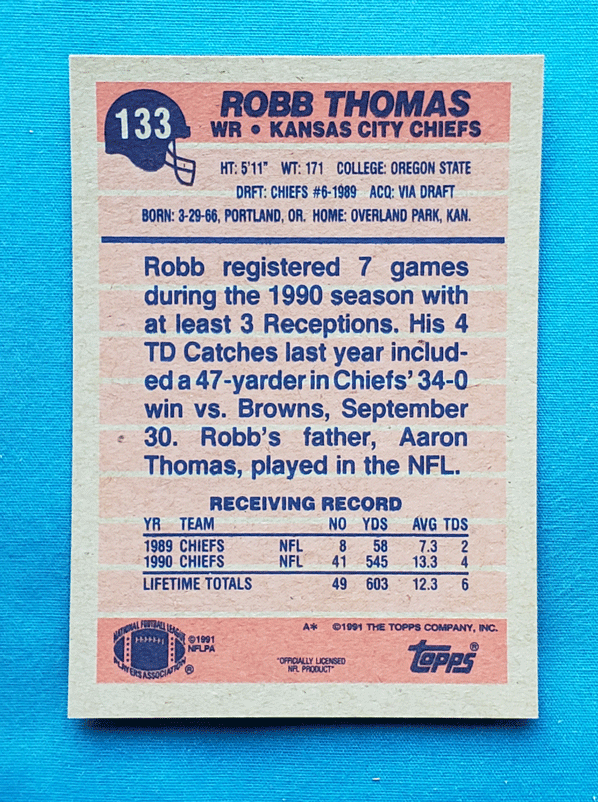 133
ROBB THOMAS
WR • KANSAS CITY CHIEFS
HT: 5'11" WT: 171 COLLEGE: OREGON STATE
DRFT: CHIEFS #6-1989 ACQ: VIA DRAFT
BORN: 3-29-66, PORTLAND, OR. HOME: OVERLAND PARK, KAN.
Robb registered 7 games
during the 1990 season with
at least 3 Receptions. His 4
TD Catches last year includ-
ed a 47-yarder in Chiefs' 34-0
win vs. Browns, September
30. Robb's father, Aaron
Thomas, played in the NFL.
RECEIVING RECORD
YR TEAM NO YDS AVG TDS
1989 CHIEFS NFL 8 58 7.3 2
1990 CHIEFS NFL 41 545 13.3 4
LIFETIME TOTALS 49 603 12.3 6
A* ©1991 THE TOPPS COMPANY, INC.
NATIONAL FOOTBALL LEAGUE
PLAYERS ASSOCIATION ®
©1991
NFLPA
"OFFICIALLY LICENSED
NFL PRODUCT"
topps®